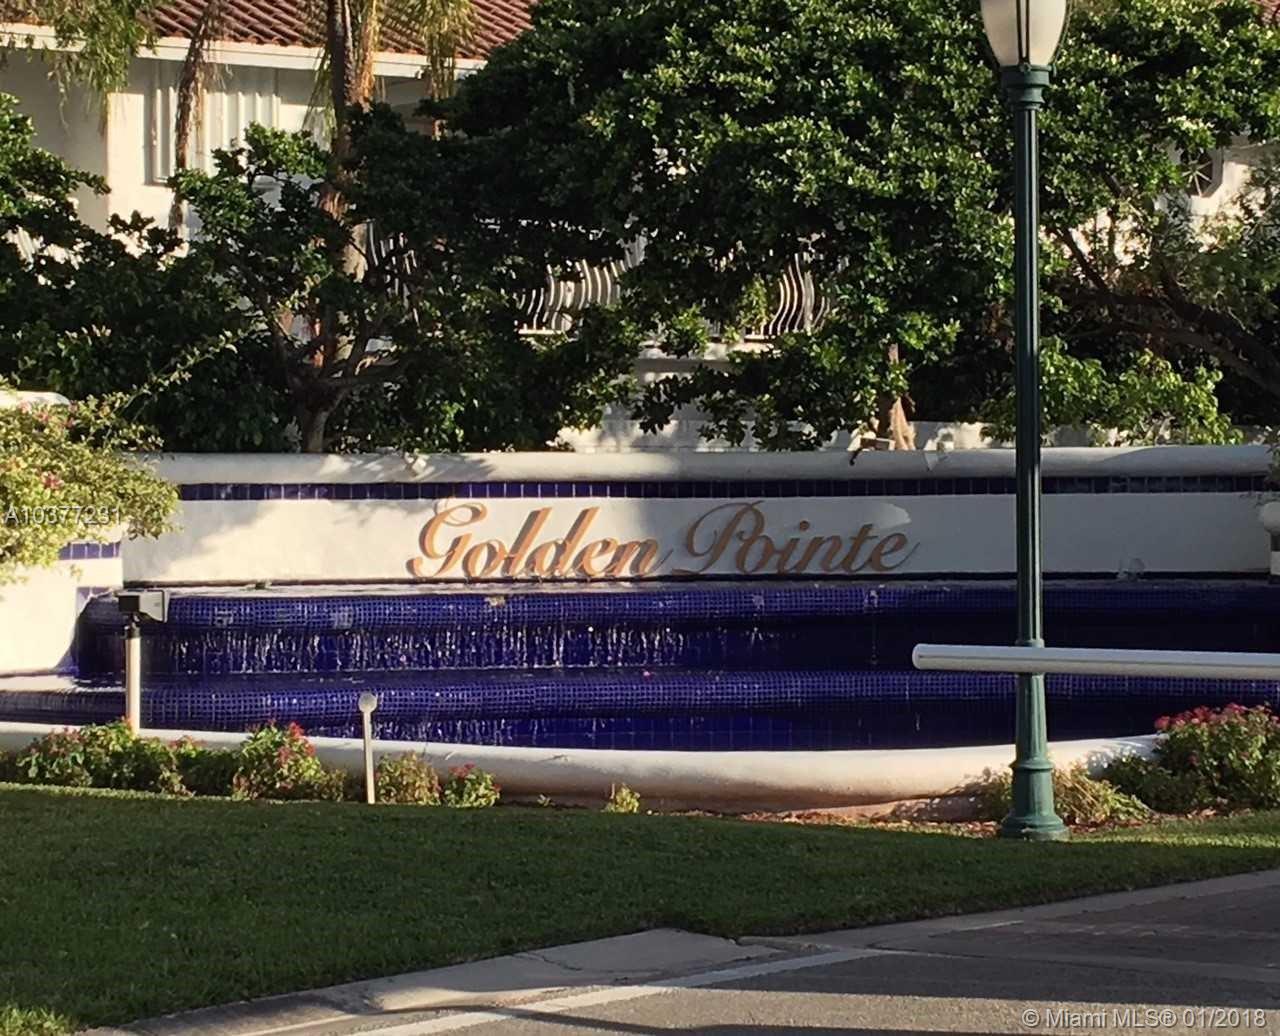 Golden Pointe
A10377231
© Miami MLS® 01/2018